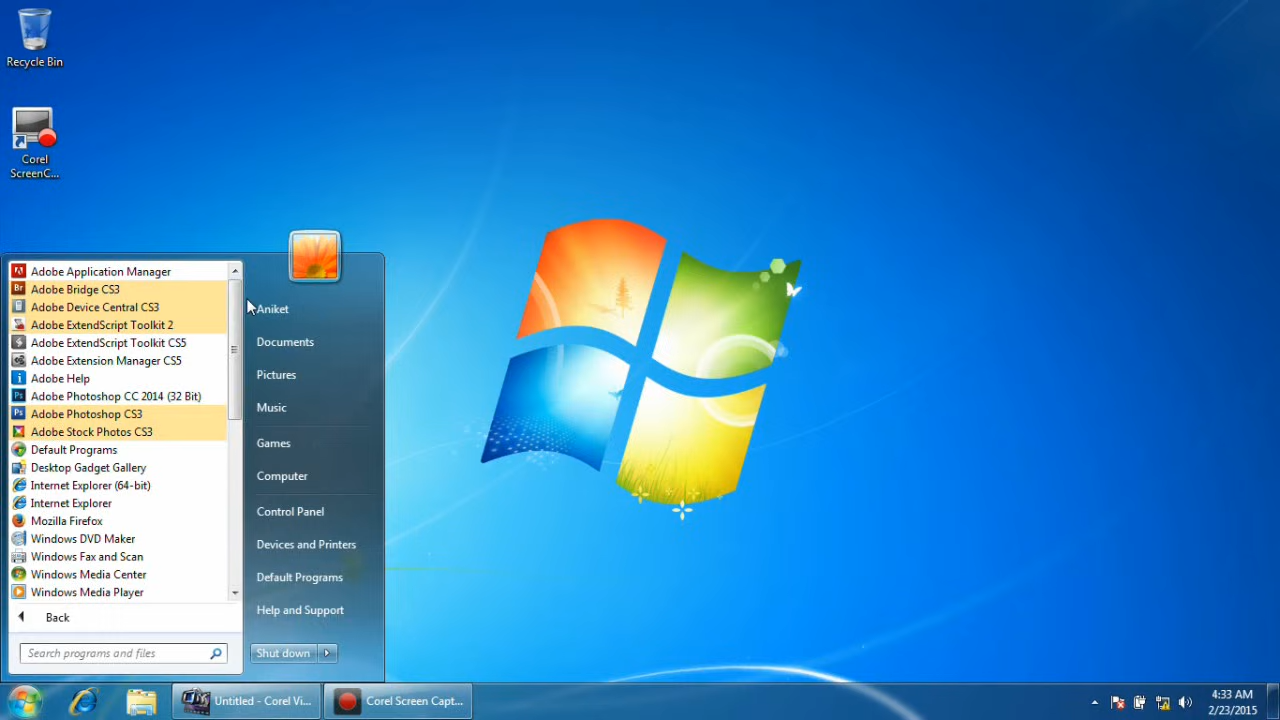 Recycle Bin
Corel
ScreenC...
Adobe Application Manager
Adobe Bridge CS3
Adobe Device Central CS3
Adobe ExtendScript Toolkit 2
Adobe ExtendScript Toolkit CS5
Adobe Extension Manager CS5
Adobe Help
Adobe Photoshop CC 2014 (32 Bit)
Adobe Photoshop CS3
Adobe Stock Photos CS3
Default Programs
Desktop Gadget Gallery
Internet Explorer (64-bit)
Internet Explorer
Mozilla Firefox
Windows DVD Maker
Windows Fax and Scan
Windows Media Center
Windows Media Player
Back
Search programs and files
Aniket
Documents
Pictures
Music
Games
Computer
Control Panel
Devices and Printers
Default Programs
Help and Support
Shut down
Untitled - Corel Vi...
Corel Screen Capt...
4:33 AM
2/23/2015